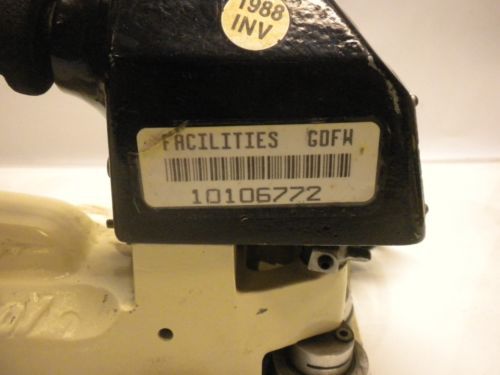 1988
INV
FACILITIES GDFW
10106772